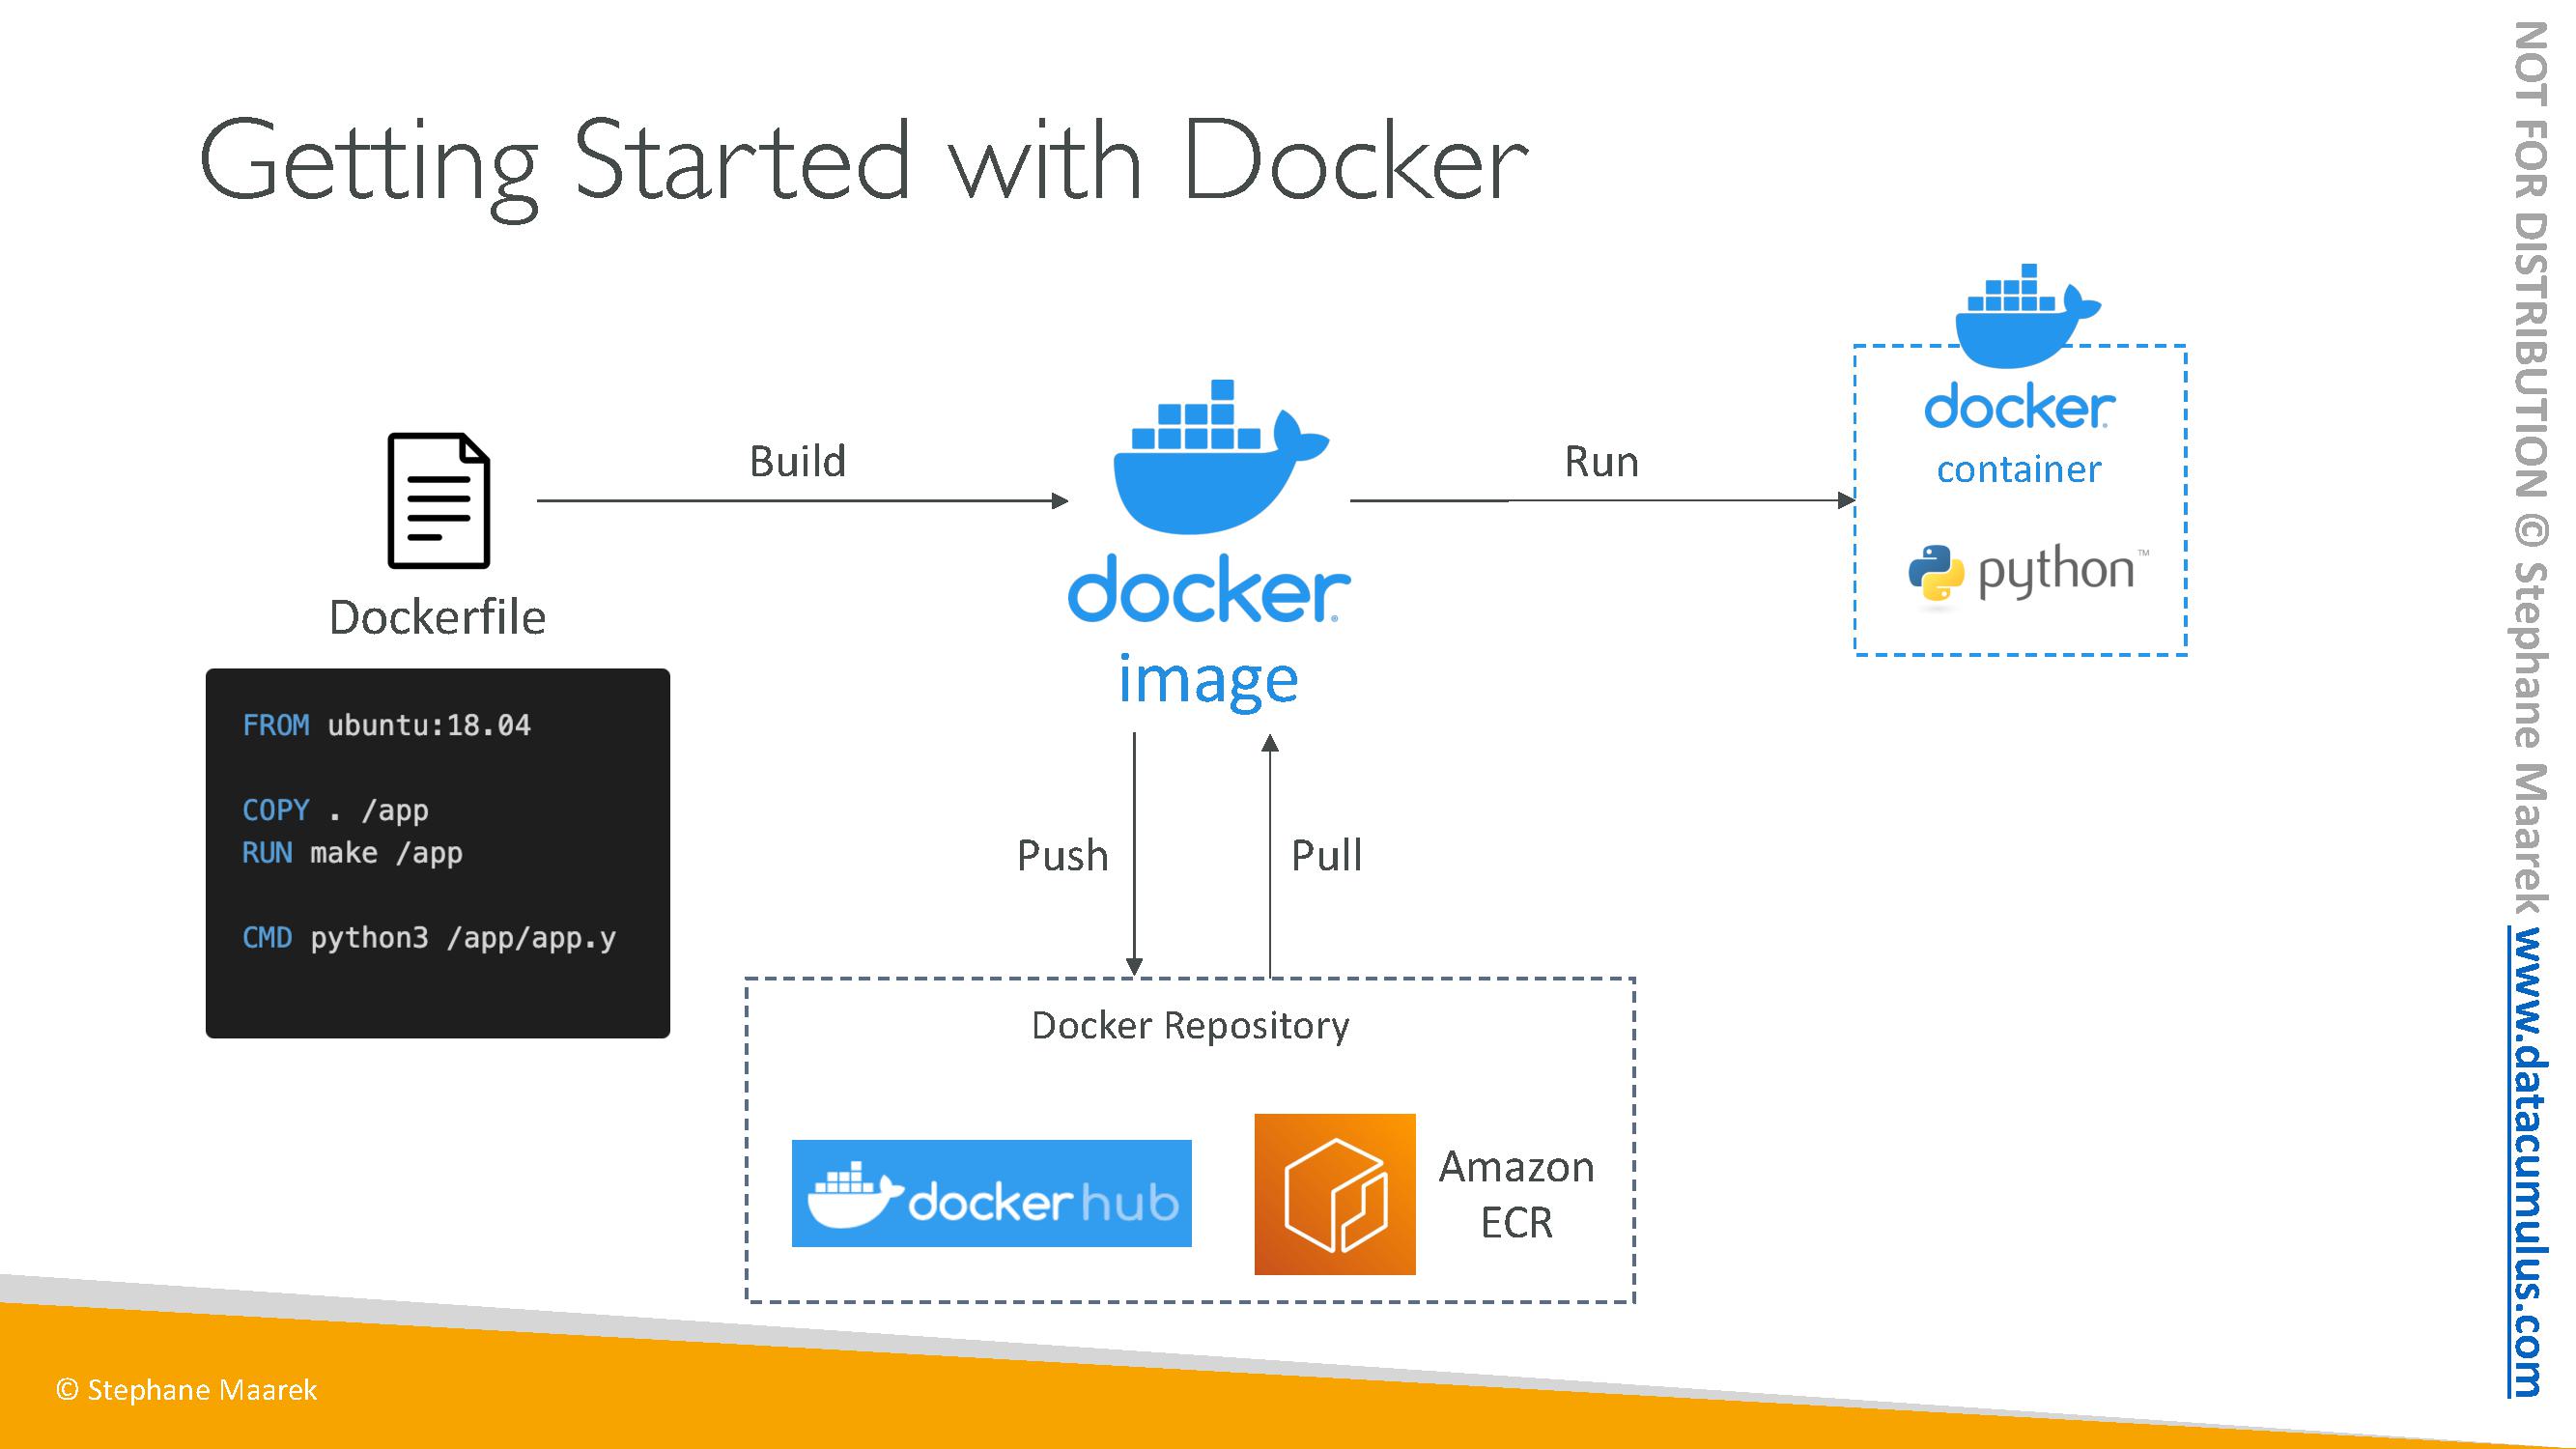 Getting Started with Docker
Dockerfile
FROM ubuntu:18.04
COPY . /app
RUN make /app
CMD python3 /app/app.y
Build
docker
image
Run
docker
container
python™
Push
Pull
Docker Repository
docker hub
Amazon
ECR
© Stephane Maarek
NOT FOR DISTRIBUTION © Stephane Maarek www.datacumulus.com